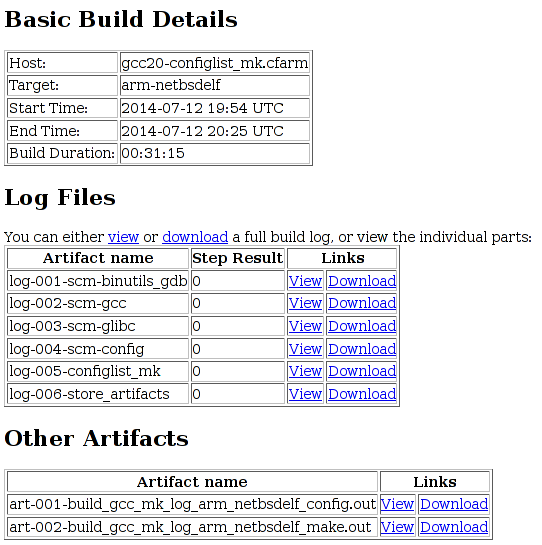 Basic Build Details
Host: gcc20-configlist_mk.cfarm
Target: arm-netbsdelf
Start Time: 2014-07-12 19:54 UTC
End Time: 2014-07-12 20:25 UTC
Build Duration: 00:31:15
Log Files
You can either view or download a full build log, or view the individual parts:
Artifact name Step Result Links
log-001-scm-binutils_gdb 0 View Download
log-002-scm-gcc 0 View Download
log-003-scm-glibc 0 View Download
log-004-scm-config 0 View Download
log-005-configlist_mk 0 View Download
log-006-store_artifacts 0 View Download
Other Artifacts
Artifact name Links
art-001-build_gcc_mk_log_arm_netbsdelf_config.out View Download
art-002-build_gcc_mk_log_arm_netbsdelf_make.out View Download